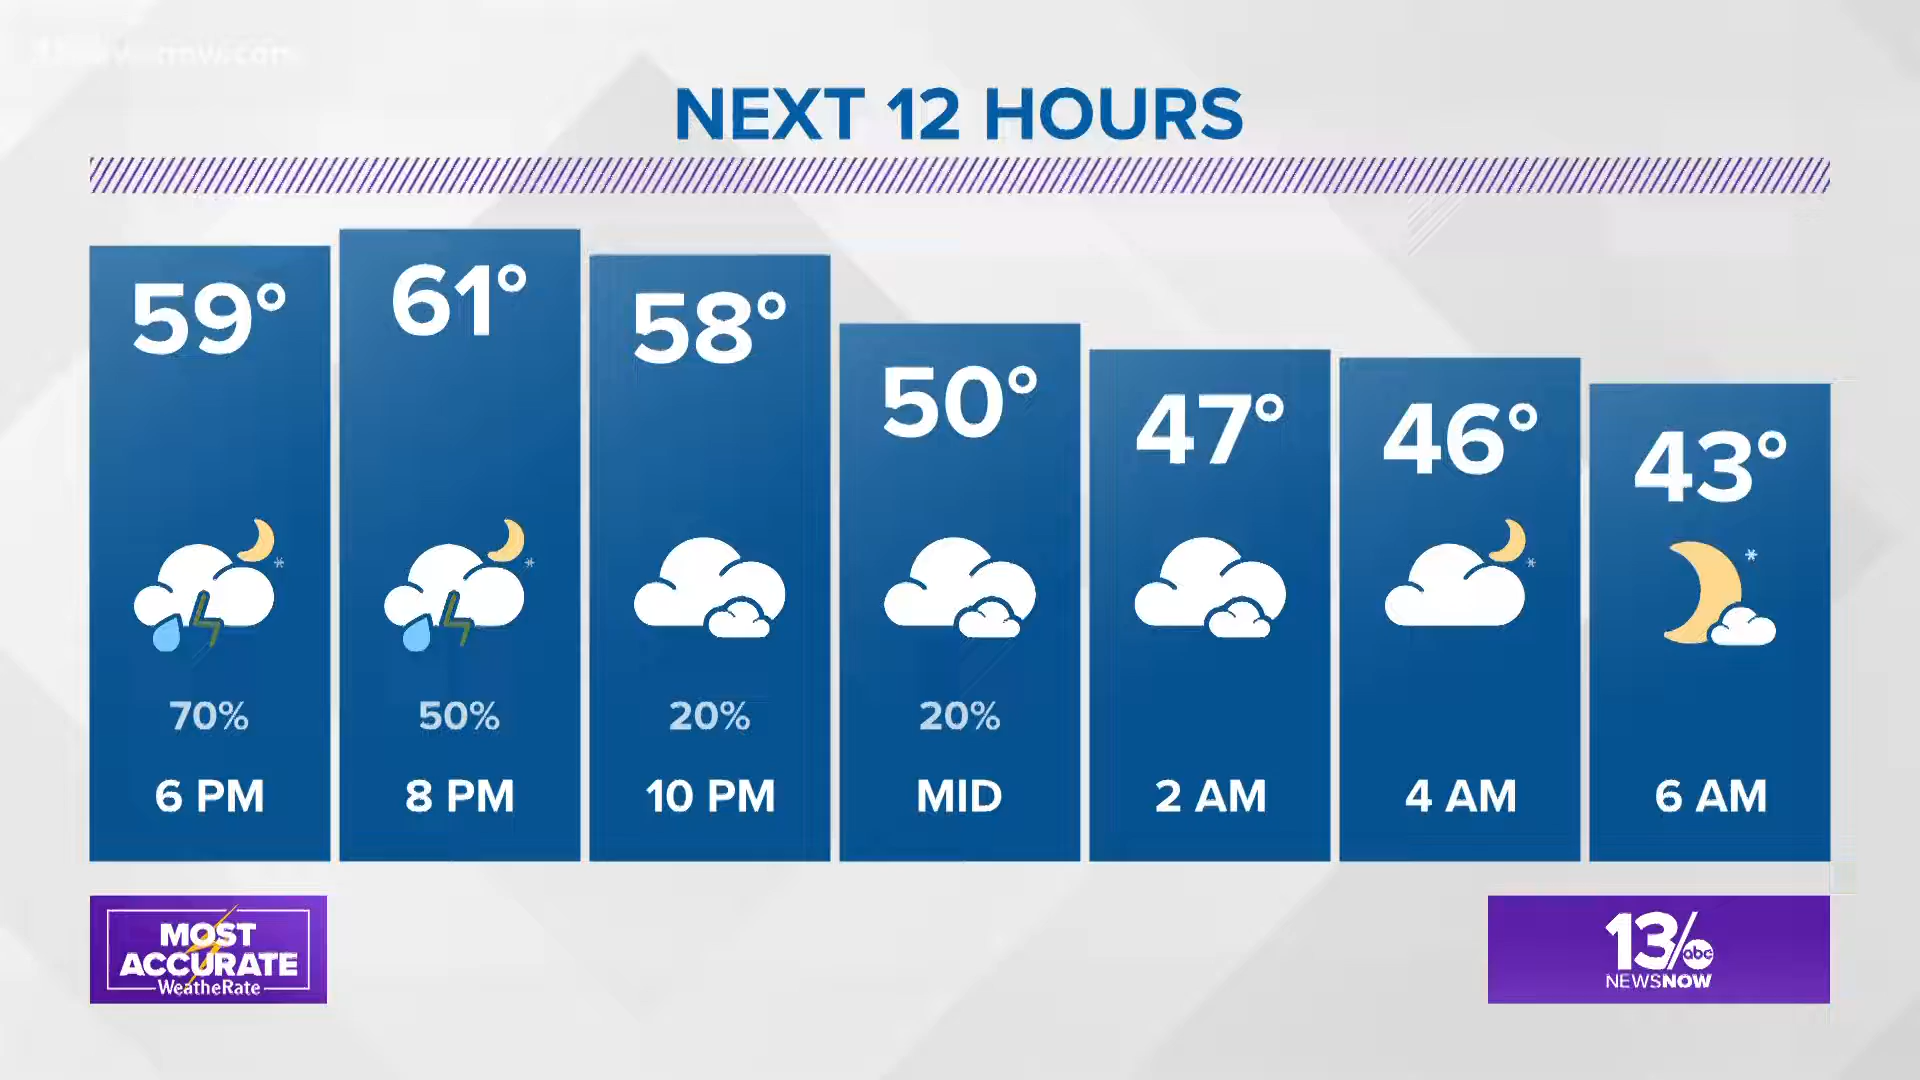 NEXT 12 HOURS
59° 61° 58° 50° 47° 46° 43°
70% 50% 20% 20%
6 PM 8 PM 10 PM MID 2 AM 4 AM 6 AM
MOST
ACCURATE
WeatheRate
13/ abc
NEWSNOW